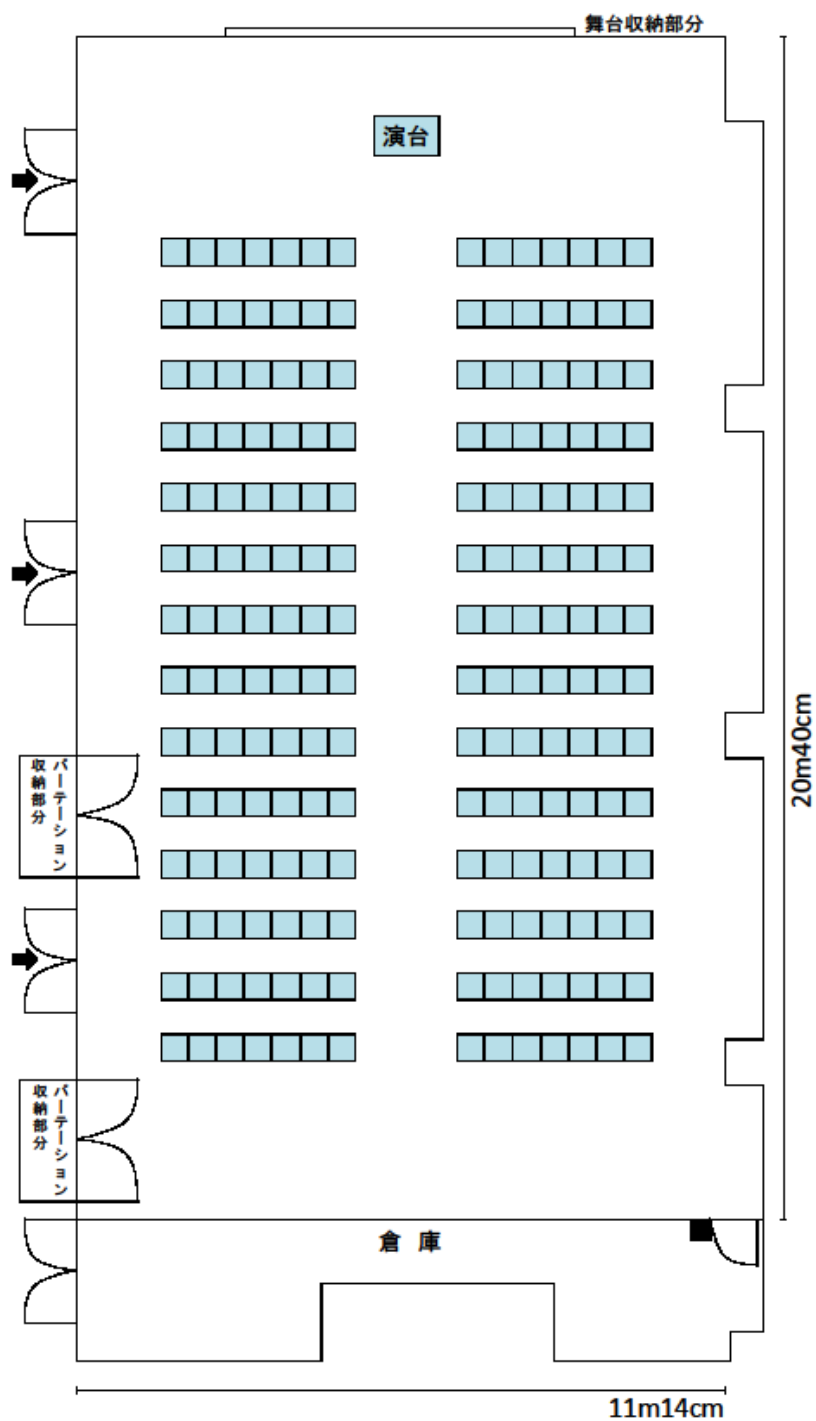 舞台収納部分
演台
20m40cm
パーテーション
収納部分
パーテーション
収納部分
倉 庫
11m14cm